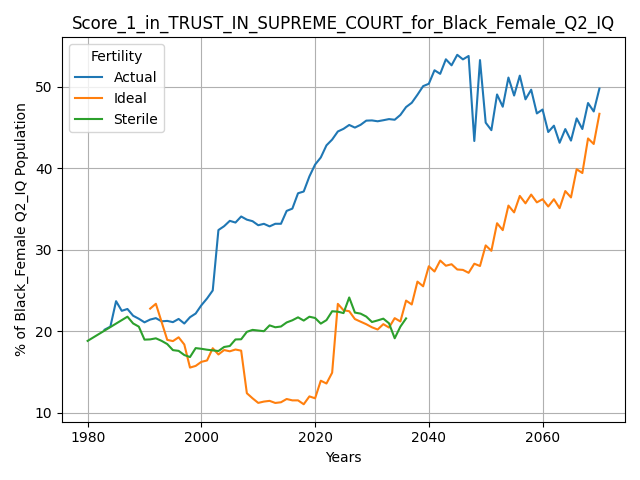 Score_1_in_TRUST_IN_SUPREME_COURT_for_Black_Female_Q2_IQ
Fertility
Actual
Ideal
Sterile
% of Black_Female Q2_IQ Population
50
40
30
20
10
1980
2000
2020
2040
2060
Years